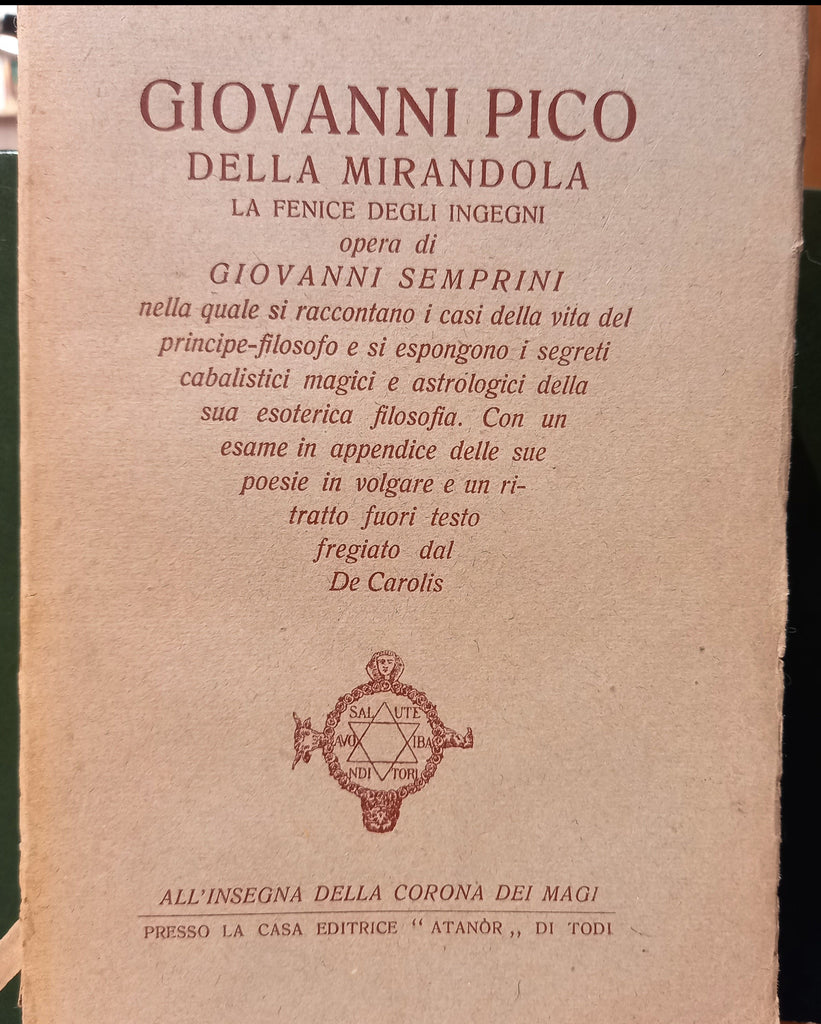 GIOVANNI PICO
DELLA MIRANDOLA
LA FENICE DEGLI INGEGNI
opera di
GIOVANNI SEMPRINI
nella quale si raccontano i casi della vita del
principe-filosofo e si espongono i segreti
cabalistici magici e astrologici della
sua esoterica filosofia. Con un
esame in appendice delle sue
poesie in volgare e un ri-
tratto fuori testo
fregiato dal
De Carolis
SAL UTE
AVO IBA
NDI TORI
ALL'INSEGNA DELLA CORONA DEI MAGI
PRESSO LA CASA EDITRICE “ ATANÒR „ DI TODI